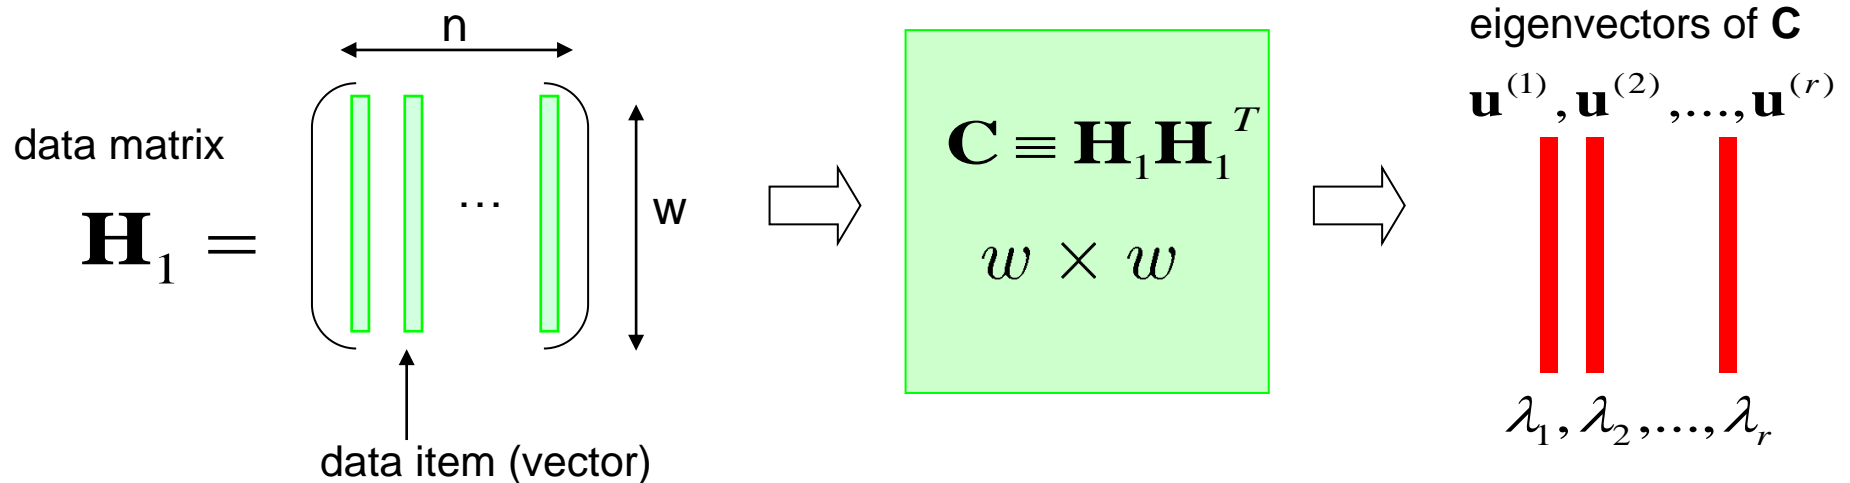 data matrix
H₁ =
n
…
w
data item (vector)
C ≡ H₁H₁ᵀ
w × w
eigenvectors of C
u⁽¹⁾, u⁽²⁾,..., u⁽ʳ⁾
λ₁, λ₂,..., λᵣ